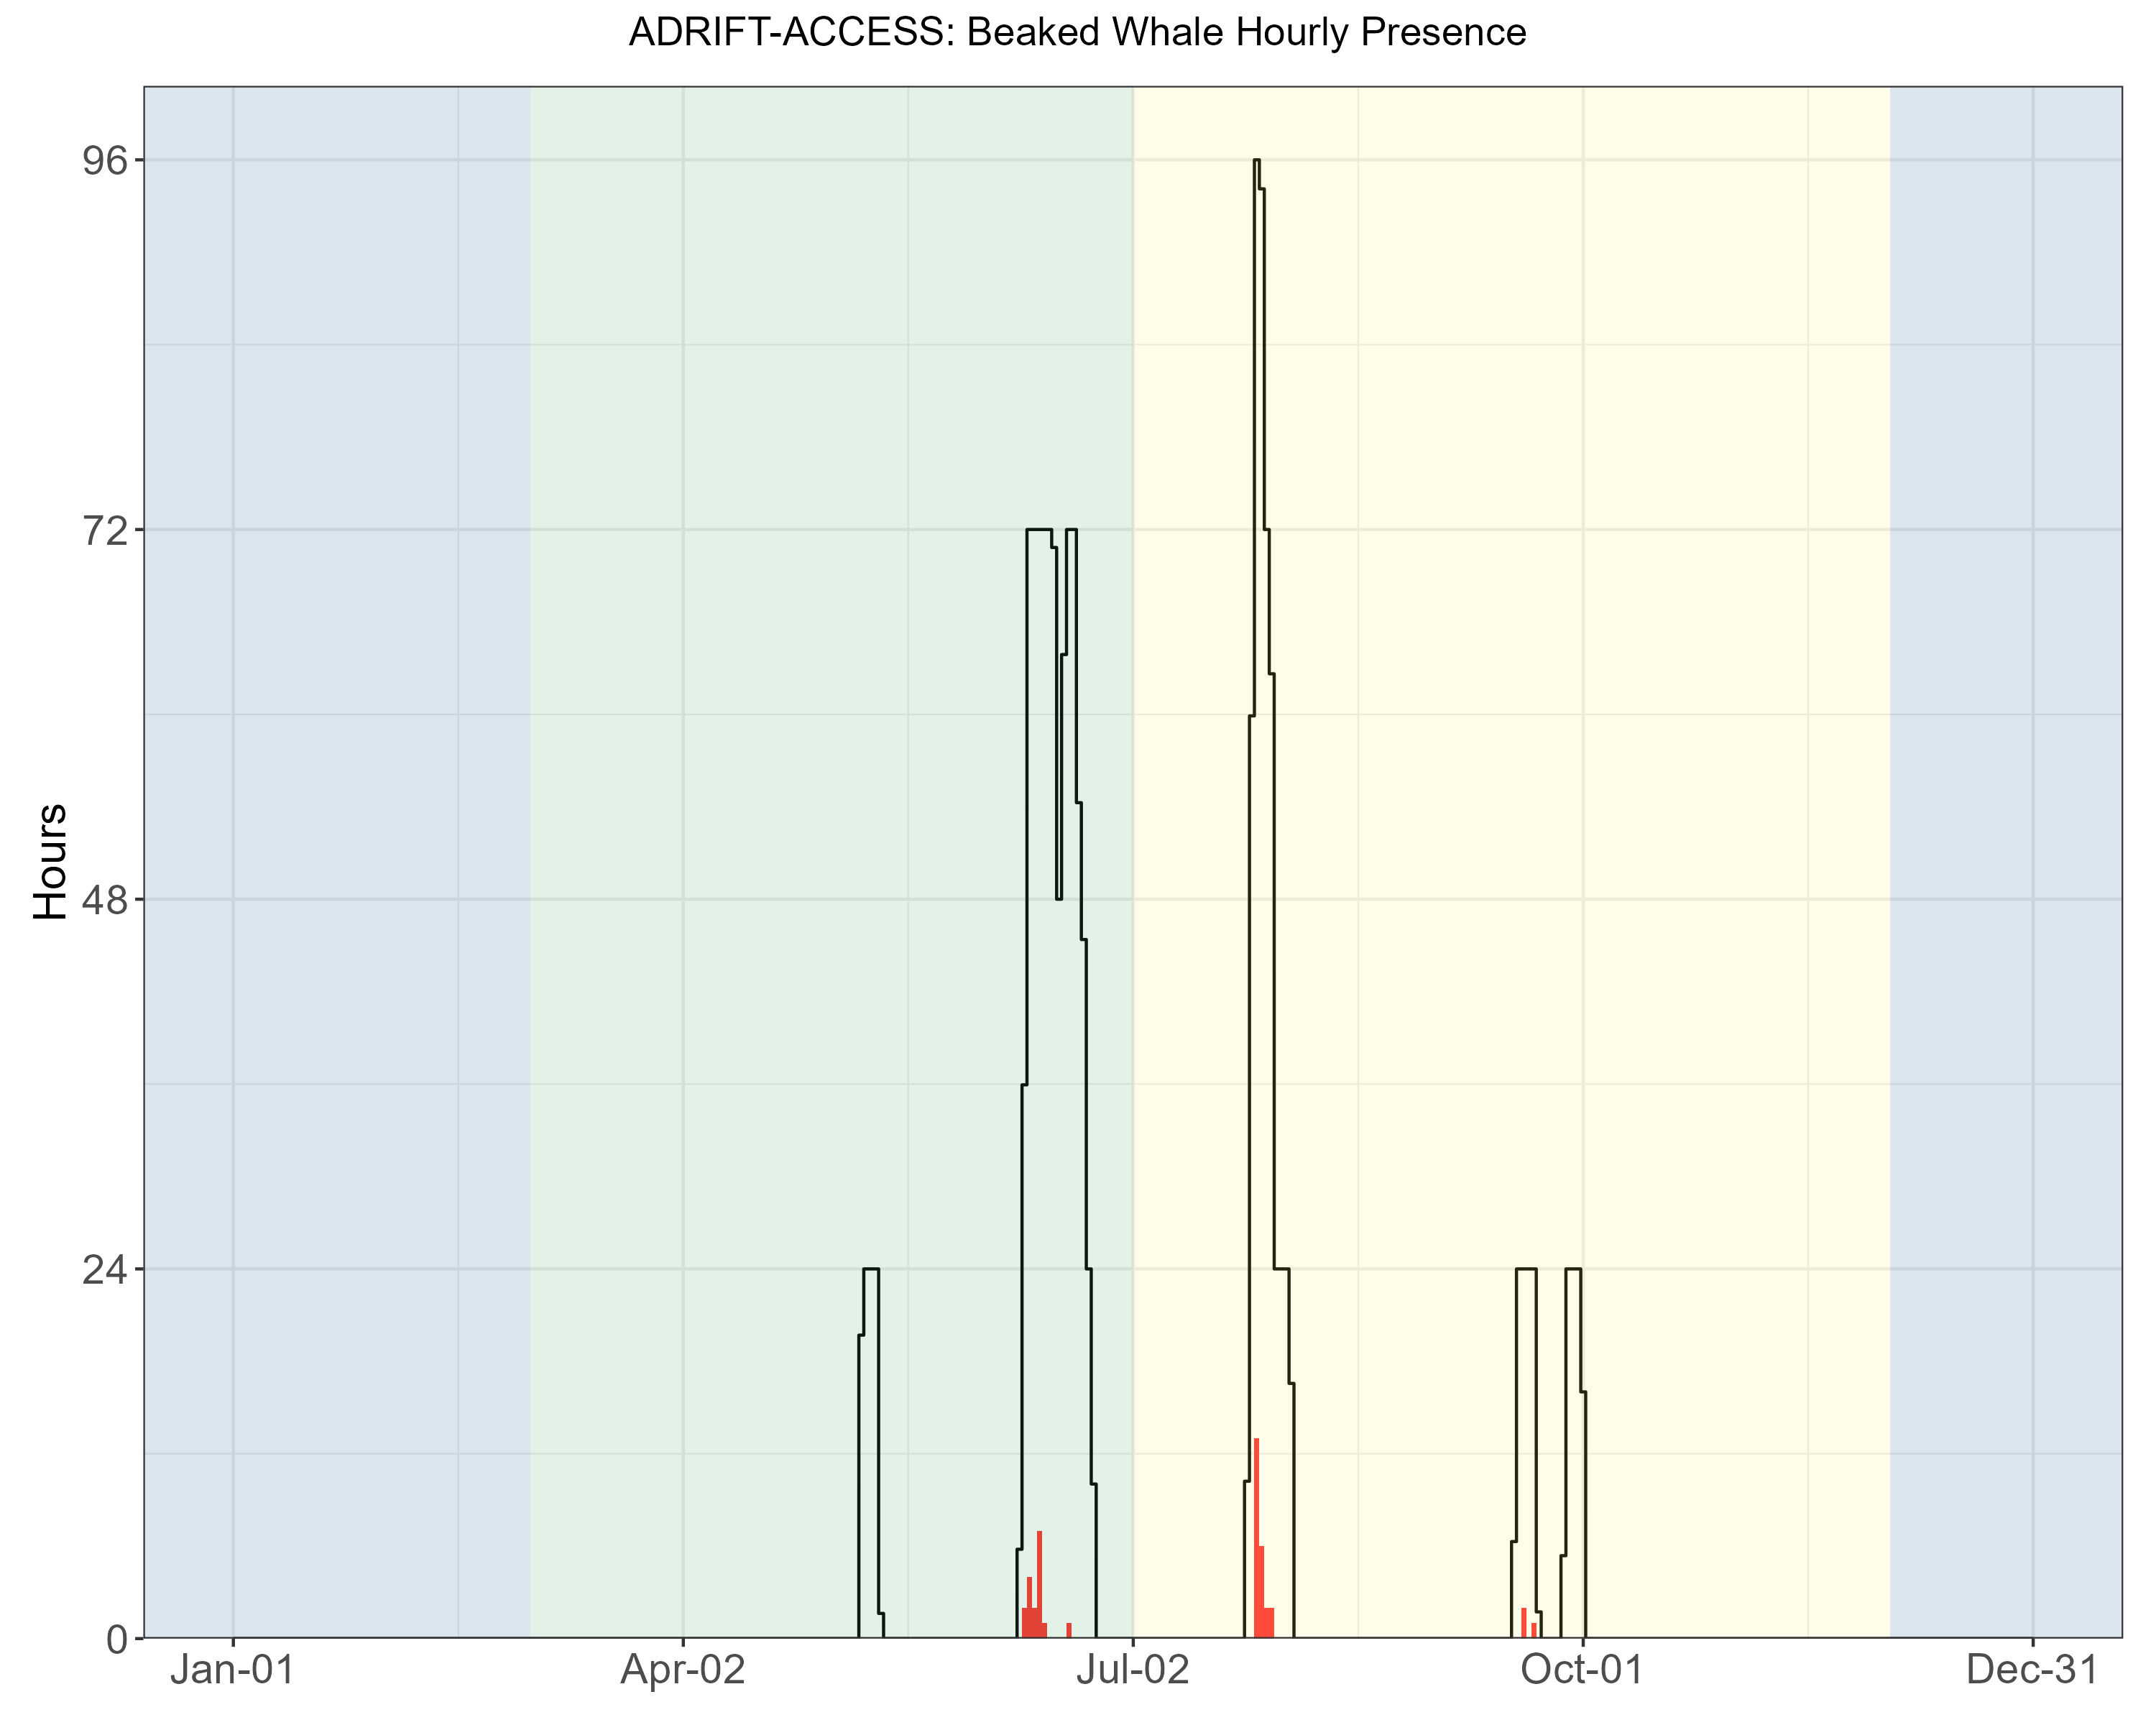 ADRIFT-ACCESS: Beaked Whale Hourly Presence
96
72
48
24
0
Hours
Jan-01 Apr-02 Jul-02 Oct-01 Dec-31